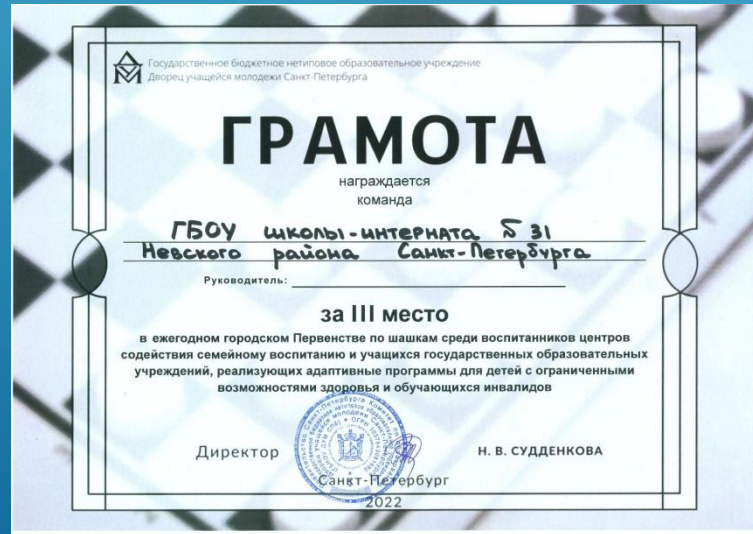 Государственное бюджетное нетиповое образовательное учреждение
Дворец учащейся молодежи Санкт-Петербурга
ГРАМОТА
награждается
команда
ГБОУ школы-интерната № 31
Невского района Санкт-Петербурга
Руководитель:
за III место
в ежегодном городском Первенстве по шашкам среди воспитанников центров
содействия семейному воспитанию и учащихся государственных образовательных
учреждений, реализующих адаптивные программы для детей с ограниченными
возможностями здоровья и обучающихся инвалидов
Директор
Н. В. СУДДЕНКОВА
Санкт-Петербург
2022